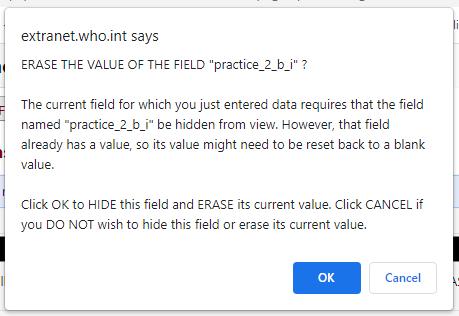 extranet.who.int says
ERASE THE VALUE OF THE FIELD "practice_2_b_i" ?
The current field for which you just entered data requires that the field
named "practice_2_b_i" be hidden from view. However, that field
already has a value, so its value might need to be reset back to a blank
value.
Click OK to HIDE this field and ERASE its current value. Click CANCEL if
you DO NOT wish to hide this field or erase its current value.
OK
Cancel